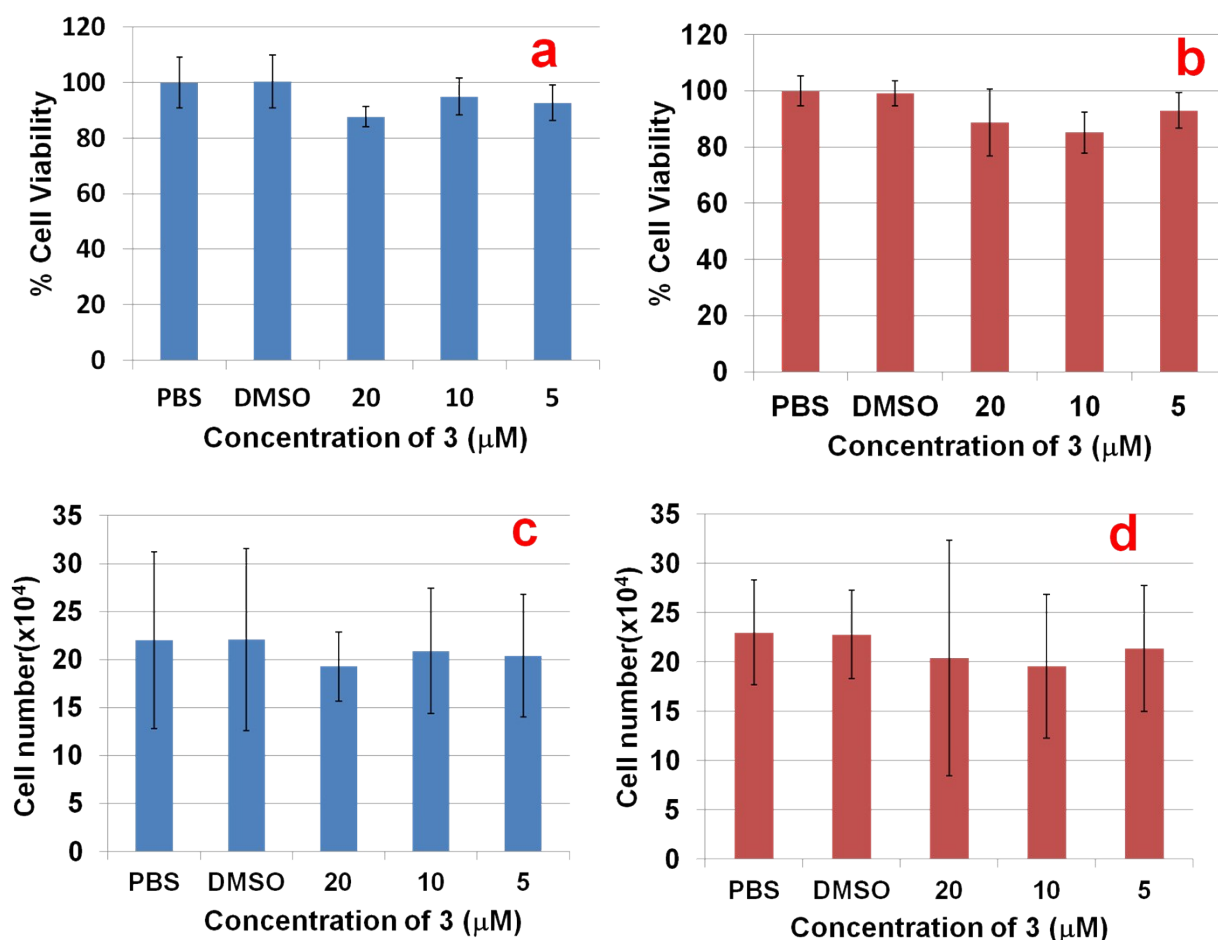 a
% Cell Viability
120
100
80
60
40
20
0
PBS DMSO 20 10 5
Concentration of 3 (μM)
b
% Cell Viability
120
100
80
60
40
20
0
PBS DMSO 20 10 5
Concentration of 3 (μM)
c
Cell number(x10⁴)
35
30
25
20
15
10
5
0
PBS DMSO 20 10 5
Concentration of 3 (μM)
d
Cell number(x10⁴)
35
30
25
20
15
10
5
0
PBS DMSO 20 10 5
Concentration of 3 (μM)